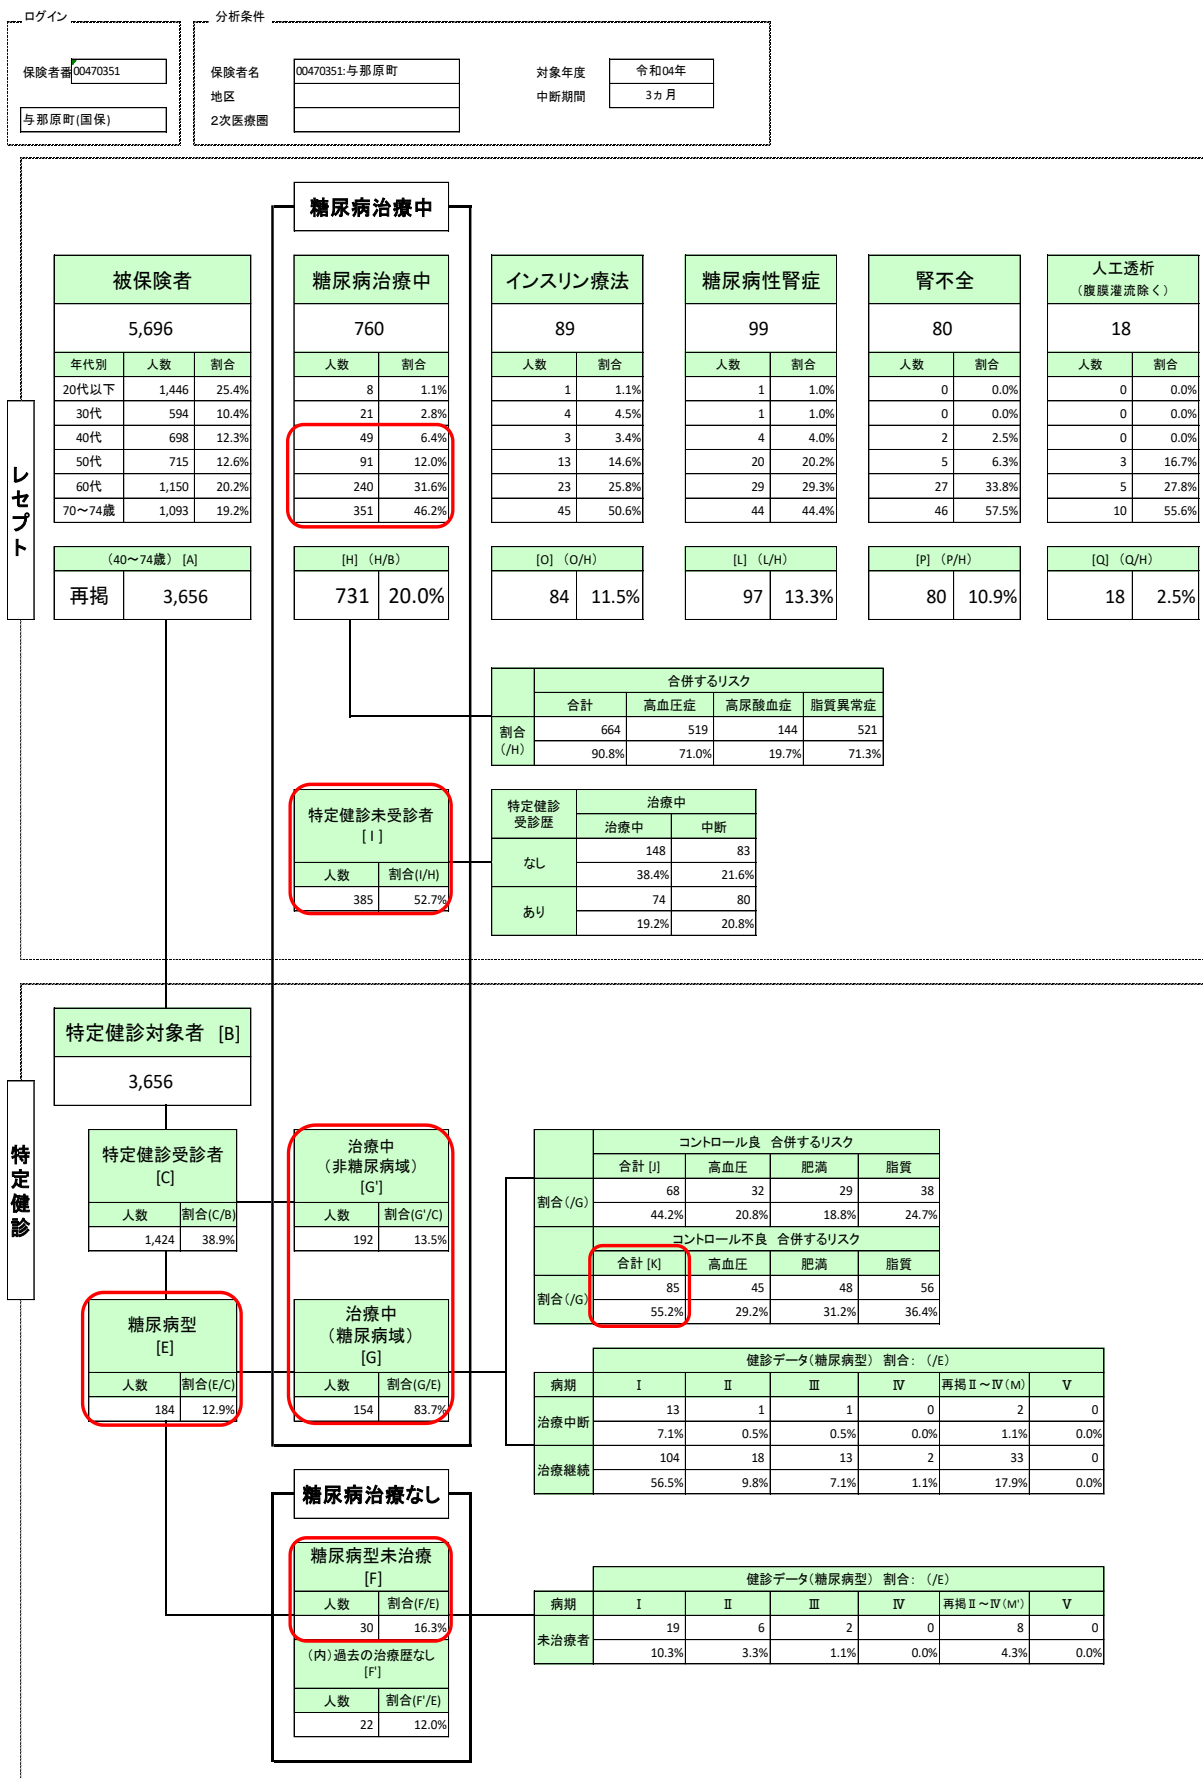 ログイン
分析条件
保険者番 00470351
保険者名 00470351:与那原町 対象年度 令和04年
地区 中断期間 3ヵ月
与那原町(国保) 2次医療圏
糖尿病治療中
レセプト
被保険者 糖尿病治療中 インスリン療法 糖尿病性腎症 腎不全 人工透析
（腹膜灌流除く）
5,696 760 89 99 80 18
年代別 人数 割合 人数 割合 人数 割合 人数 割合 人数 割合 人数 割合
20代以下 1,446 25.4% 8 1.1% 1 1.1% 1 1.0% 0 0.0% 0 0.0%
30代 594 10.4% 21 2.8% 4 4.5% 1 1.0% 0 0.0% 0 0.0%
40代 698 12.3% 49 6.4% 3 3.4% 4 4.0% 2 2.5% 0 0.0%
50代 715 12.6% 91 12.0% 13 14.6% 20 20.2% 5 6.3% 3 16.7%
60代 1,150 20.2% 240 31.6% 23 25.8% 29 29.3% 27 33.8% 5 27.8%
70～74歳 1,093 19.2% 351 46.2% 45 50.6% 44 44.4% 46 57.5% 10 55.6%
（40～74歳）[A] [H]（H/B） [O]（O/H） [L]（L/H） [P]（P/H） [Q]（Q/H）
再掲 3,656 731 20.0% 84 11.5% 97 13.3% 80 10.9% 18 2.5%
合併するリスク
合計 高血圧症 高尿酸血症 脂質異常症
割合
（/H）
664 519 144 521
90.8% 71.0% 19.7% 71.3%
特定健診未受診者
[I]
人数 割合(I/H)
385 52.7%
特定健診
受診歴
治療中
治療中 中断
なし 148 83
38.4% 21.6%
あり 74 80
19.2% 20.8%
特定健診
特定健診対象者 [B]
3,656
特定健診受診者
[C]
人数 割合(C/B)
1,424 38.9%
治療中
（非糖尿病域）
[G']
人数 割合(G'/C)
192 13.5%
コントロール良 合併するリスク
合計 [J] 高血圧 肥満 脂質
割合（/G） 68 32 29 38
44.2% 20.8% 18.8% 24.7%
コントロール不良 合併するリスク
合計 [K] 高血圧 肥満 脂質
割合（/G） 85 45 48 56
55.2% 29.2% 31.2% 36.4%
糖尿病型
[E]
人数 割合(E/C)
184 12.9%
治療中
（糖尿病域）
[G]
人数 割合(G/E)
154 83.7%
健診データ（糖尿病型） 割合：（/E）
病期 Ⅰ Ⅱ Ⅲ Ⅳ 再掲Ⅱ～Ⅳ（M） Ⅴ
治療中断 13 1 1 0 2 0
7.1% 0.5% 0.5% 0.0% 1.1% 0.0%
治療継続 104 18 13 2 33 0
56.5% 9.8% 7.1% 1.1% 17.9% 0.0%
糖尿病治療なし
糖尿病型未治療
[F]
人数 割合(F/E)
30 16.3%
（内）過去の治療歴なし
[F']
人数 割合(F'/E)
22 12.0%
健診データ（糖尿病型） 割合：（/E）
病期 Ⅰ Ⅱ Ⅲ Ⅳ 再掲Ⅱ～Ⅳ（M'） Ⅴ
未治療者 19 6 2 0 8 0
10.3% 3.3% 1.1% 0.0% 4.3% 0.0%